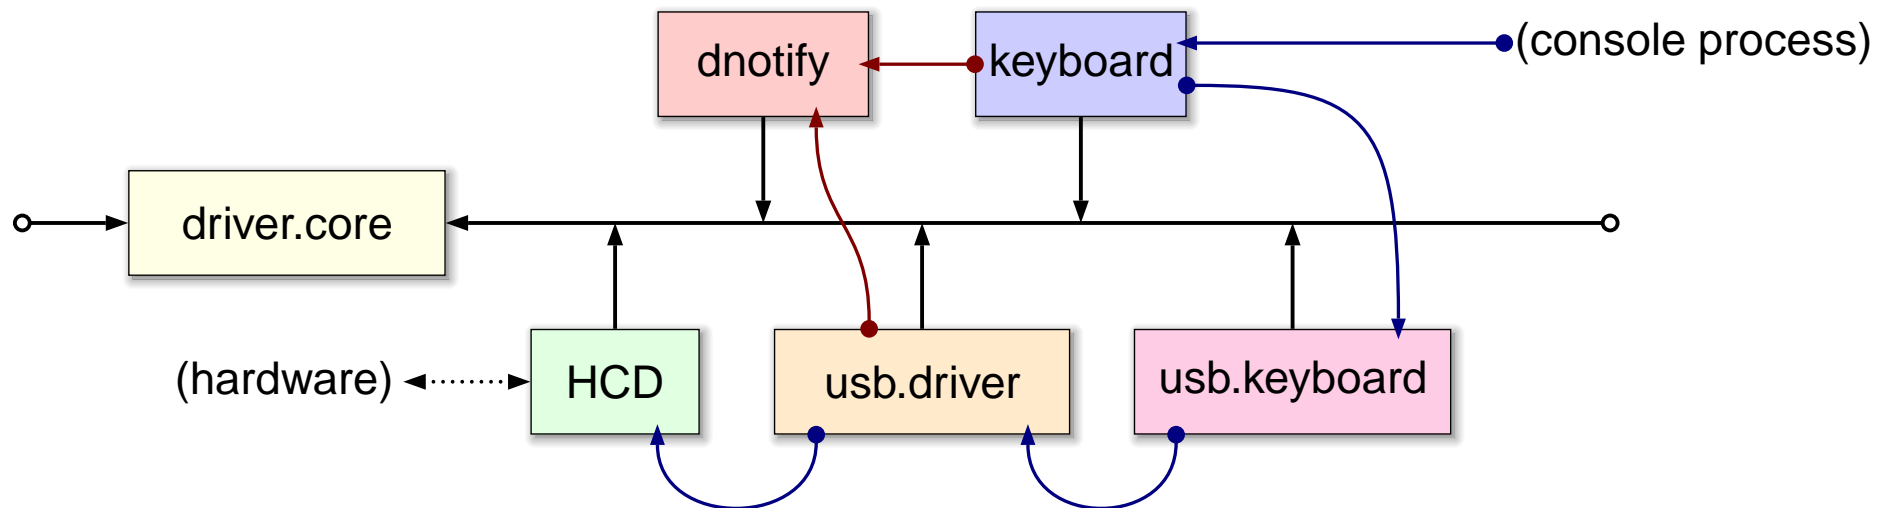 dnotify
keyboard
(console process)
driver.core
(hardware)
HCD
usb.driver
usb.keyboard